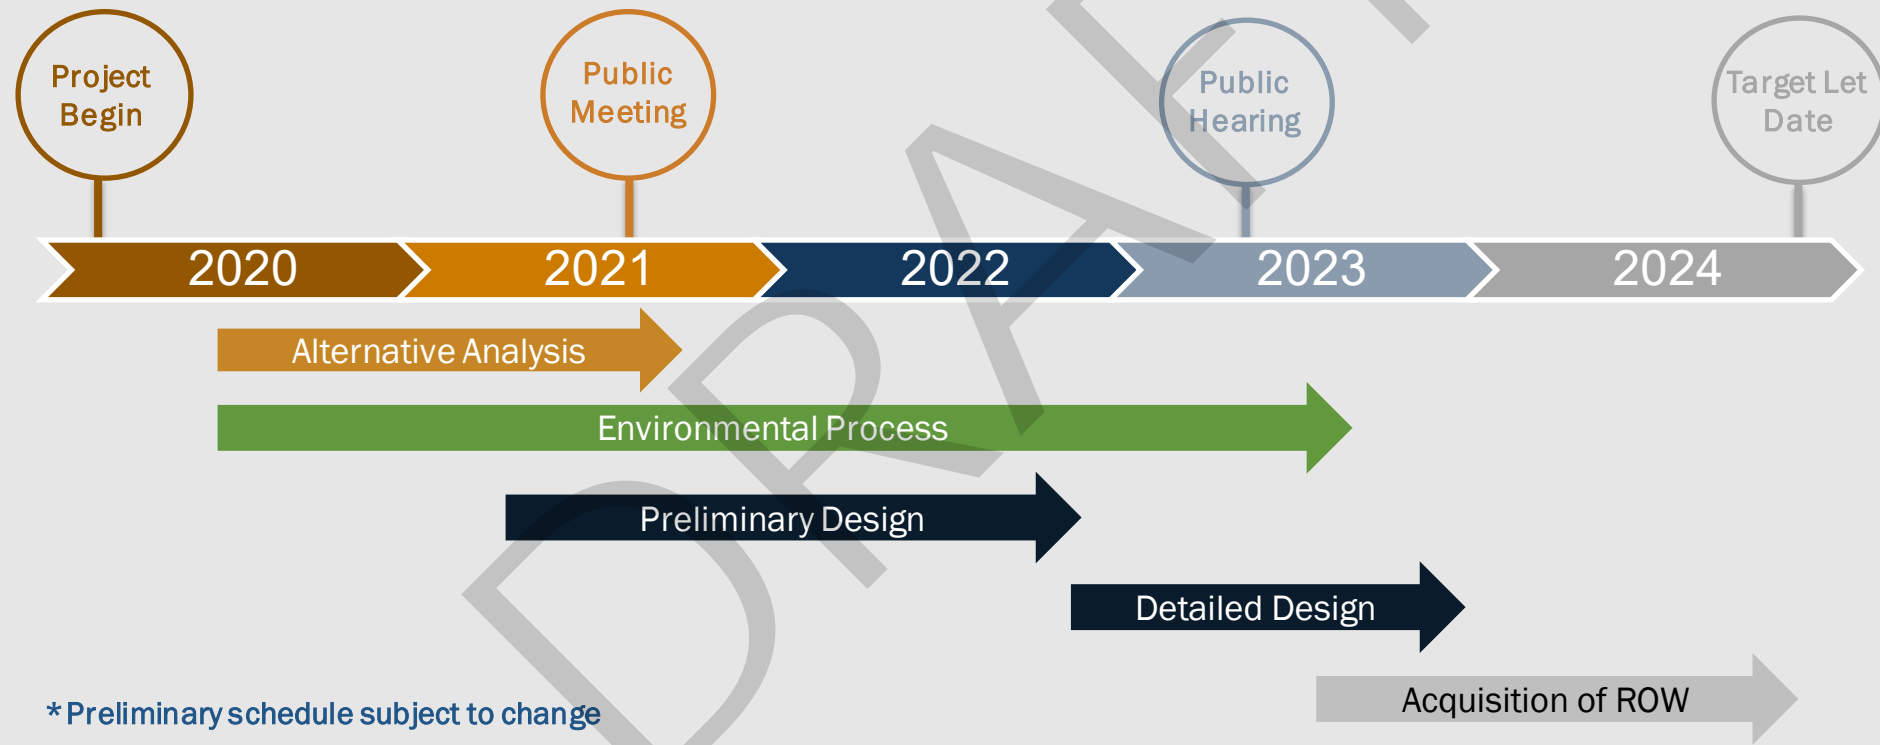 Project
Begin
Public
Meeting
Public
Hearing
Target Let
Date
2020
2021
2022
2023
2024
Alternative Analysis
Environmental Process
Preliminary Design
Detailed Design
Acquisition of ROW
*Preliminary schedule subject to change
DRAFT